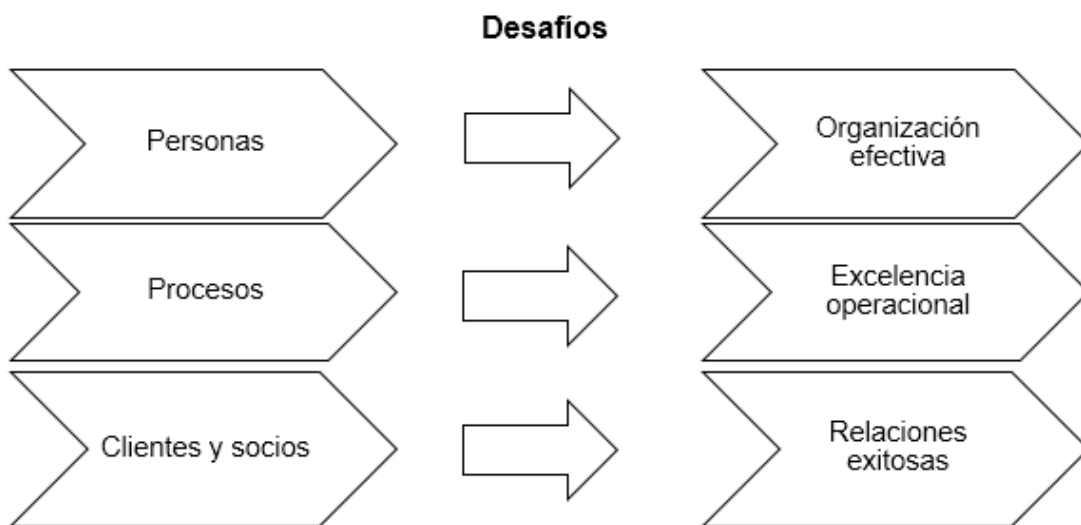 Desafíos
Personas
Organización
efectiva
Procesos
Excelencia
operacional
Clientes y socios
Relaciones
exitosas